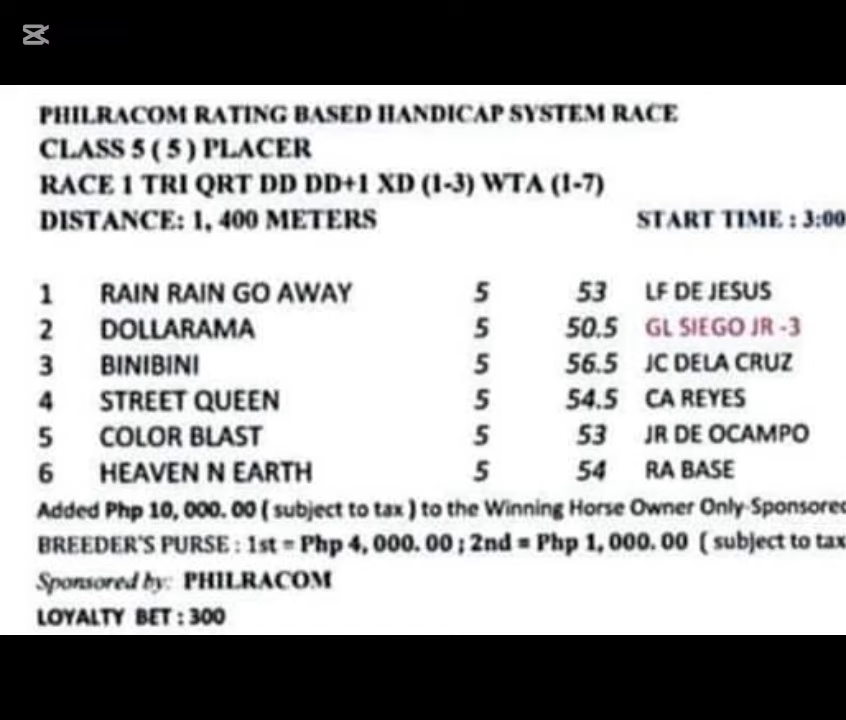 PHILRACOM RATING BASED HANDICAP SYSTEM RACE
CLASS 5 ( 5 ) PLACER
RACE 1 TRI QRT DD DD+1 XD (1-3) WTA (1-7)
DISTANCE: 1, 400 METERS START TIME : 3:00
1 RAIN RAIN GO AWAY 5 53 LF DE JESUS
2 DOLLARAMA 5 50.5 GL SIEGO JR -3
3 BINIBINI 5 56.5 JC DELA CRUZ
4 STREET QUEEN 5 54.5 CA REYES
5 COLOR BLAST 5 53 JR DE OCAMPO
6 HEAVEN N EARTH 5 54 RA BASE
Added Php 10, 000. 00 ( subject to tax ) to the Winning Horse Owner Only-Sponsored
BREEDER'S PURSE : 1st = Php 4, 000. 00 ; 2nd = Php 1, 000. 00 ( subject to tax
Sponsored by: PHILRACOM
LOYALTY BET : 300